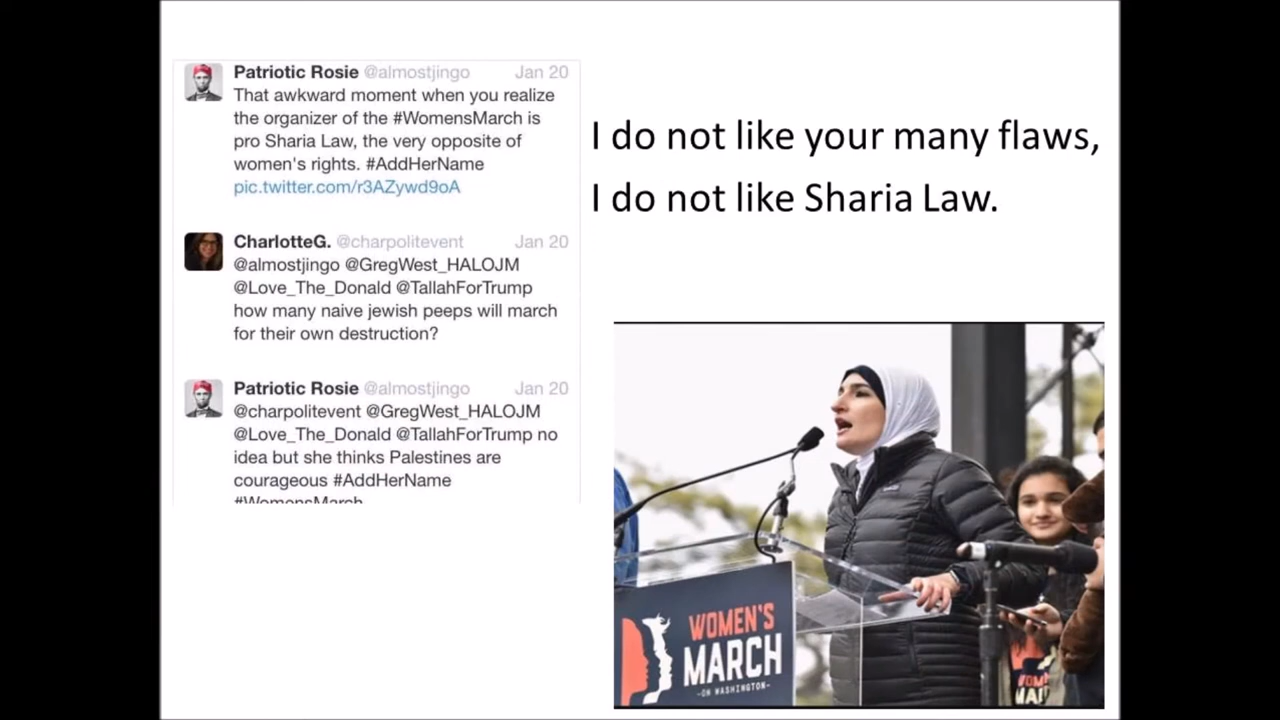 Patriotic Rosie @almostjingo Jan 20
That awkward moment when you realize
the organizer of the #WomensMarch is
pro Sharia Law, the very opposite of
women's rights. #AddHerName
pic.twitter.com/r3AZywd9oA
CharlotteG. @charpolitevent Jan 20
@almostjingo @GregWest_HALOJM
@Love_The_Donald @TallahForTrump
how many naive jewish peeps will march
for their own destruction?
Patriotic Rosie @almostjingo Jan 20
@charpolitevent @GregWest_HALOJM
@Love_The_Donald @TallahForTrump no
idea but she thinks Palestines are
courageous #AddHerName
#WomensMarch
I do not like your many flaws,
I do not like Sharia Law.
WOMEN'S
MARCH
-ON WASHINGTON-